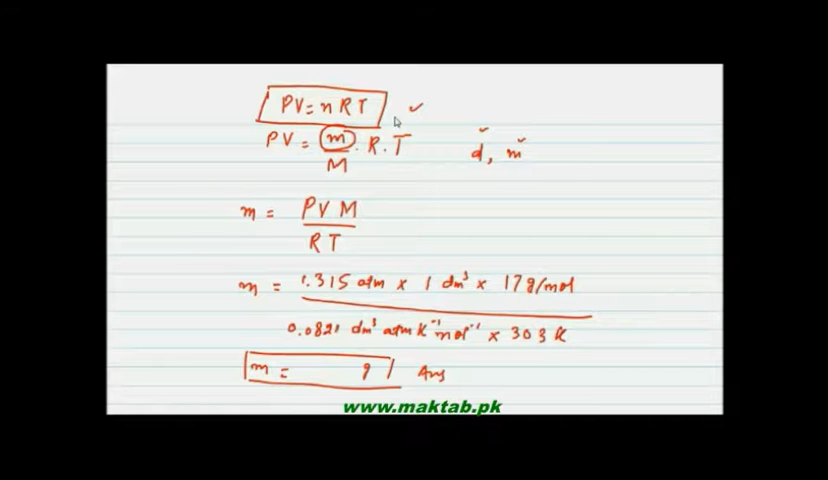 PV = nRT ✓
PV = m/M . R.T
d, m
m = PVM / RT
m = 1.315 atm × 1 dm³ × 17g/mol
0.0821 dm³ atm K⁻¹ mol⁻¹ × 303 K
m = g Ans
www.maktab.pk